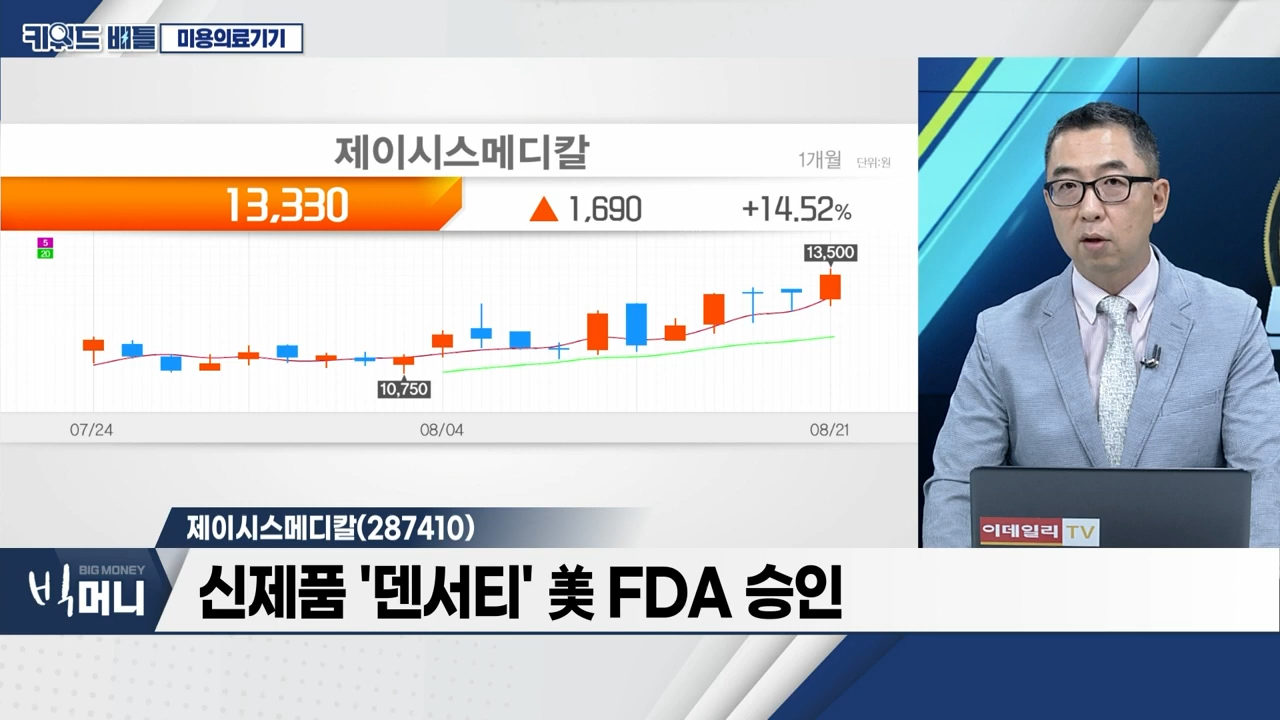 키워드 배틀 미용의료기기
제이시스메디칼
1개월 단위:원
13,330 ▲ 1,690 +14.52%
5
20
13,500
10,750
07/24 08/04 08/21
이데일리 TV
제이시스메디칼(287410)
BIG MONEY
빅머니
신제품 '덴서티' 美 FDA 승인